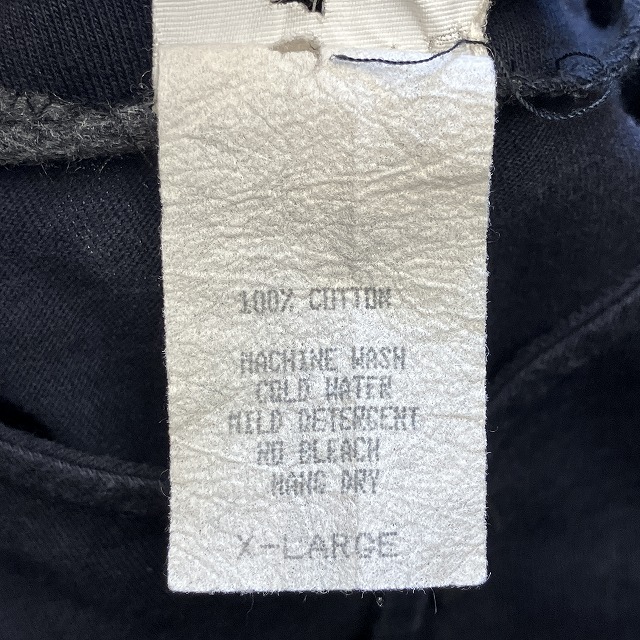 100% COTTON
MACHINE WASH
COLD WATER
MILD DETERGENT
NO BLEACH
HANG DRY
X-LARGE